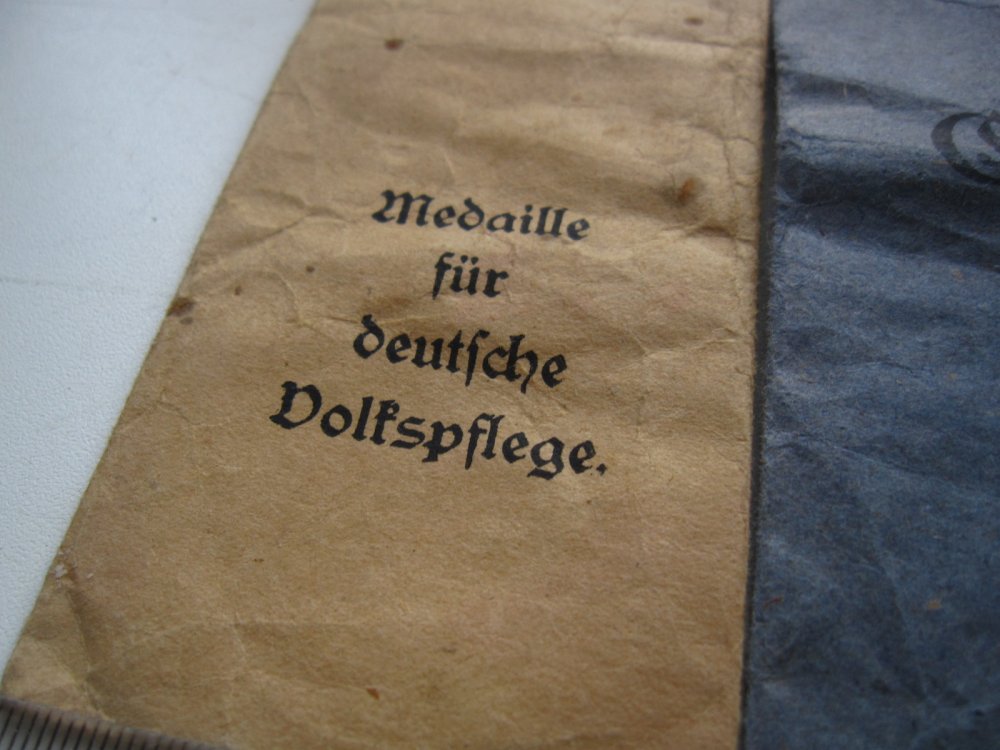 Medaille
für
deutſche
Volkspflege.